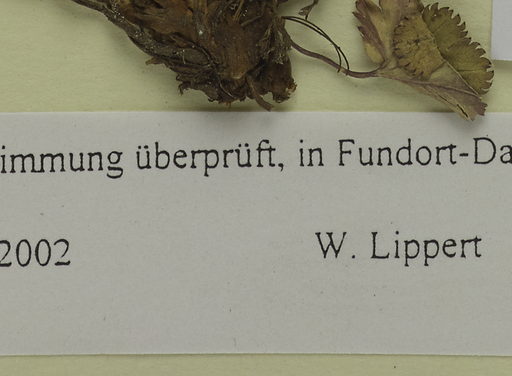 immung überprüft, in Fundort-Da
2002 W. Lippert